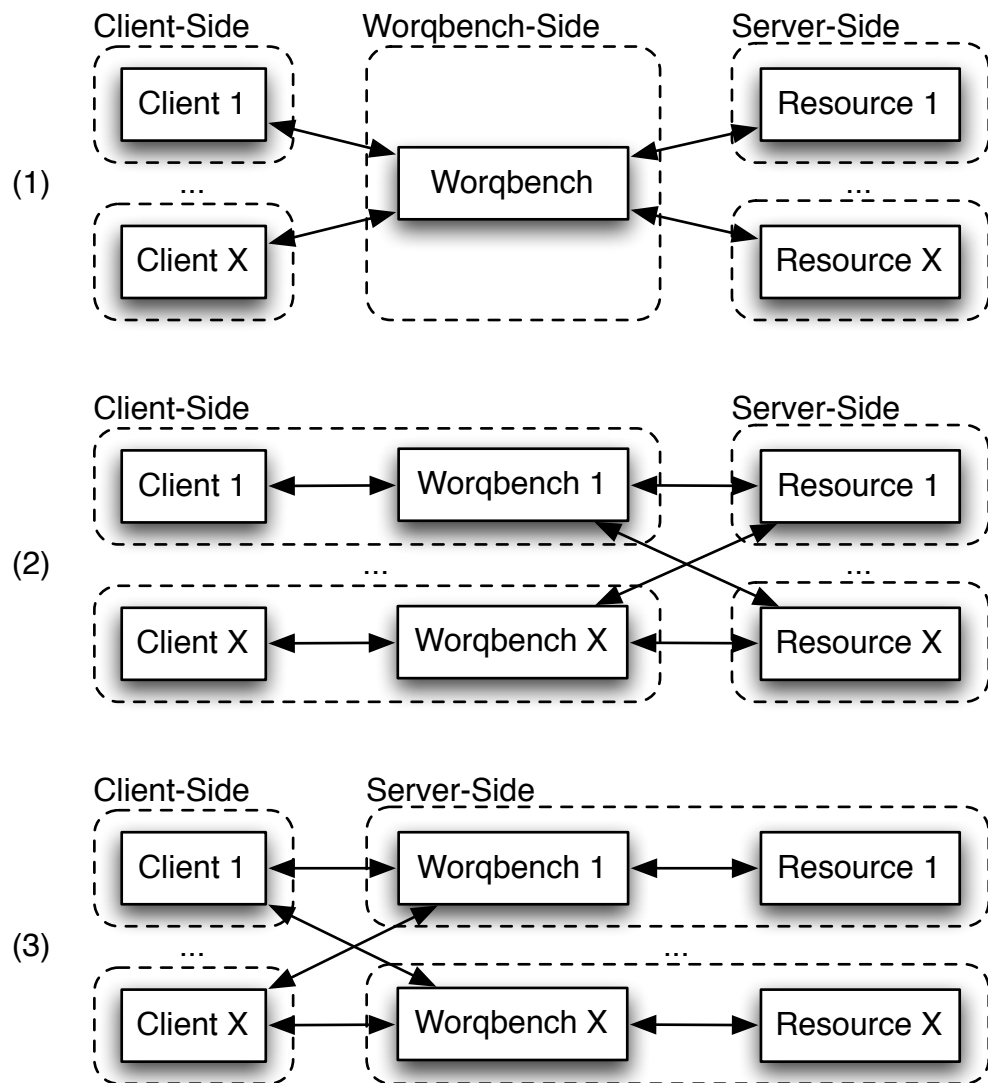 Client-Side Worqbench-Side Server-Side
Client 1 Resource 1
(1) ... Worqbench ...
Client X Resource X
Client-Side Server-Side
Client 1 Worqbench 1 Resource 1
(2) ... ...
Client X Worqbench X Resource X
Client-Side Server-Side
Client 1 Worqbench 1 Resource 1
(3) ... ...
Client X Worqbench X Resource X